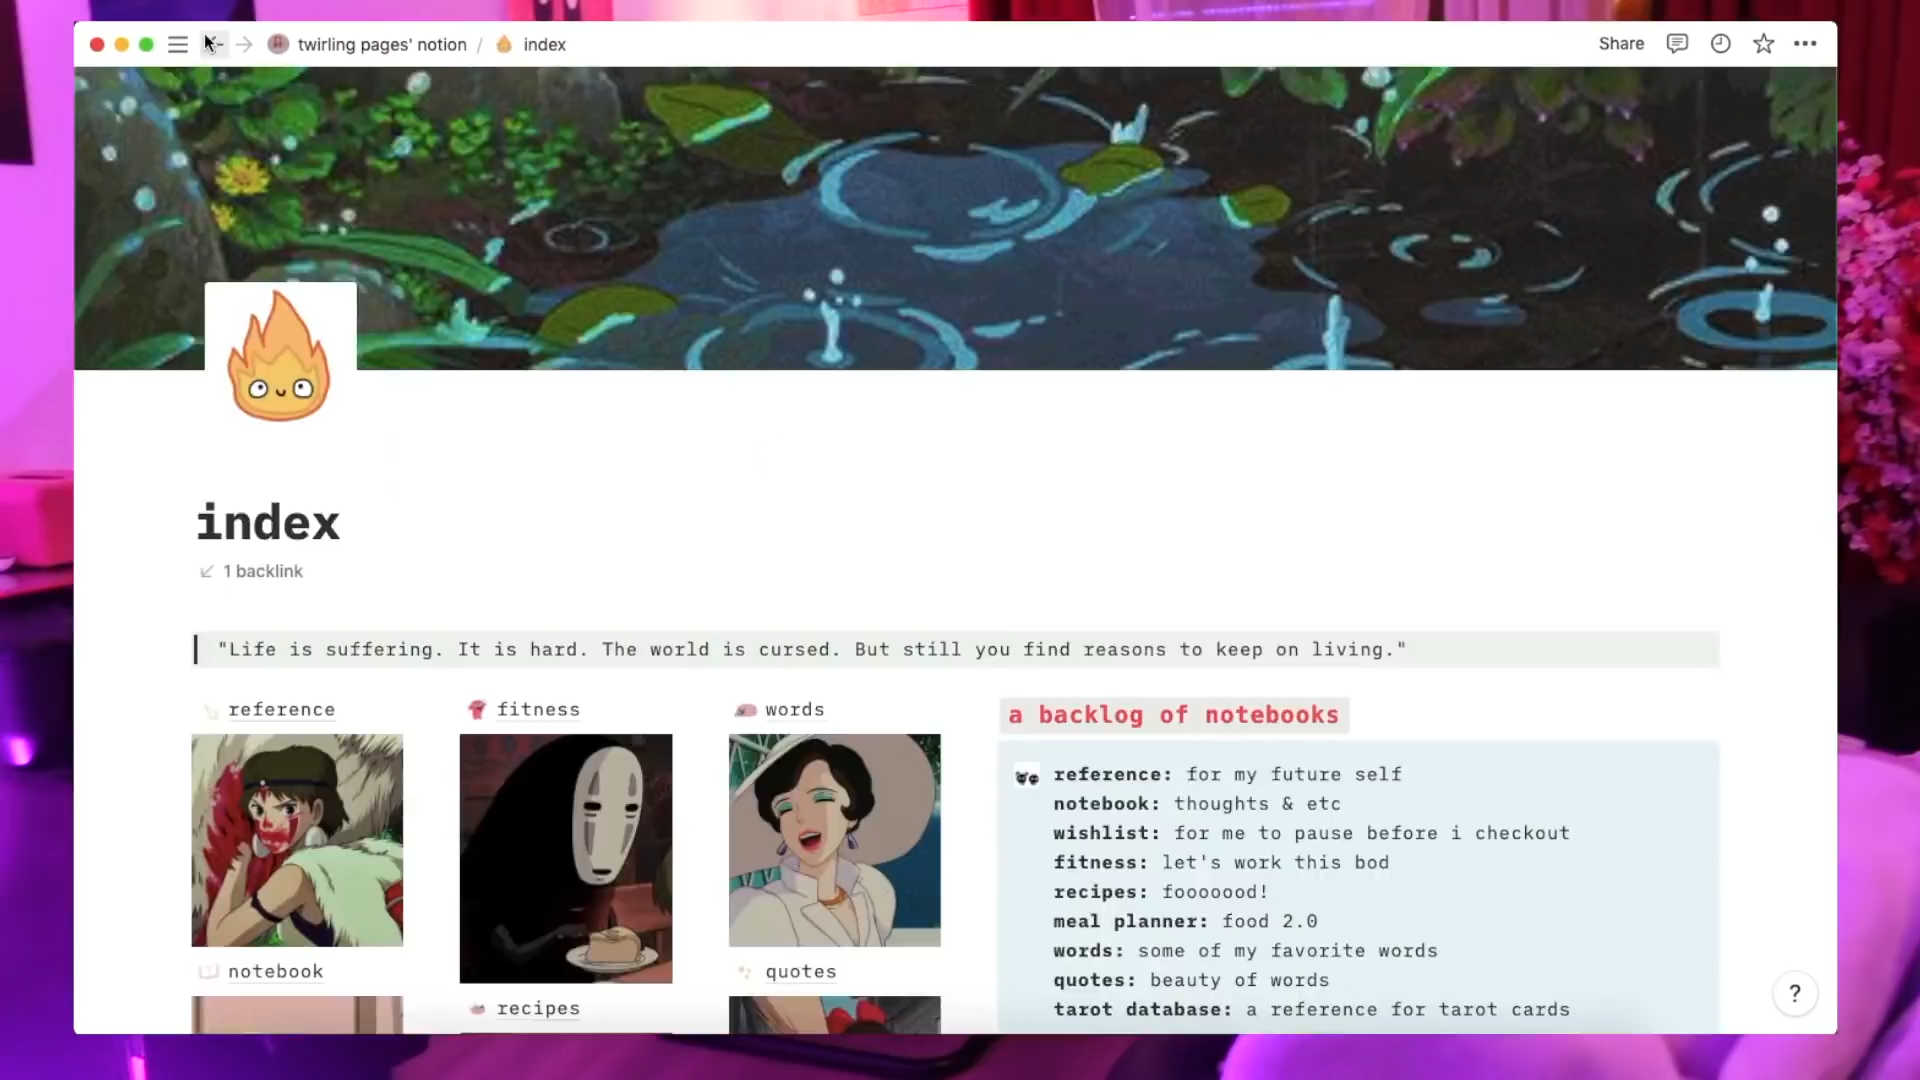 twirling pages' notion / index
Share
index
1 backlink
"Life is suffering. It is hard. The world is cursed. But still you find reasons to keep on living."
reference
fitness
words
notebook
recipes
quotes
a backlog of notebooks
reference: for my future self
notebook: thoughts & etc
wishlist: for me to pause before i checkout
fitness: let's work this bod
recipes: fooooood!
meal planner: food 2.0
words: some of my favorite words
quotes: beauty of words
tarot database: a reference for tarot cards
?